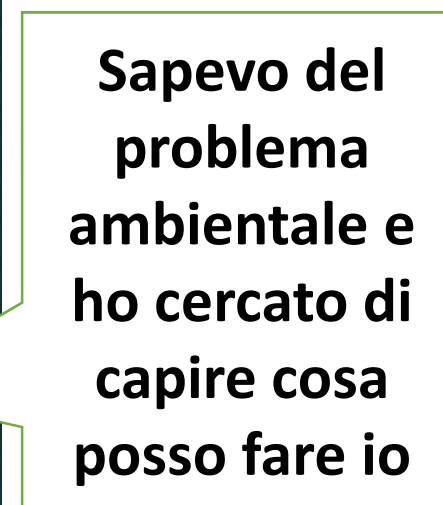 Sapevo del
problema
ambientale e
ho cercato di
capire cosa
posso fare io